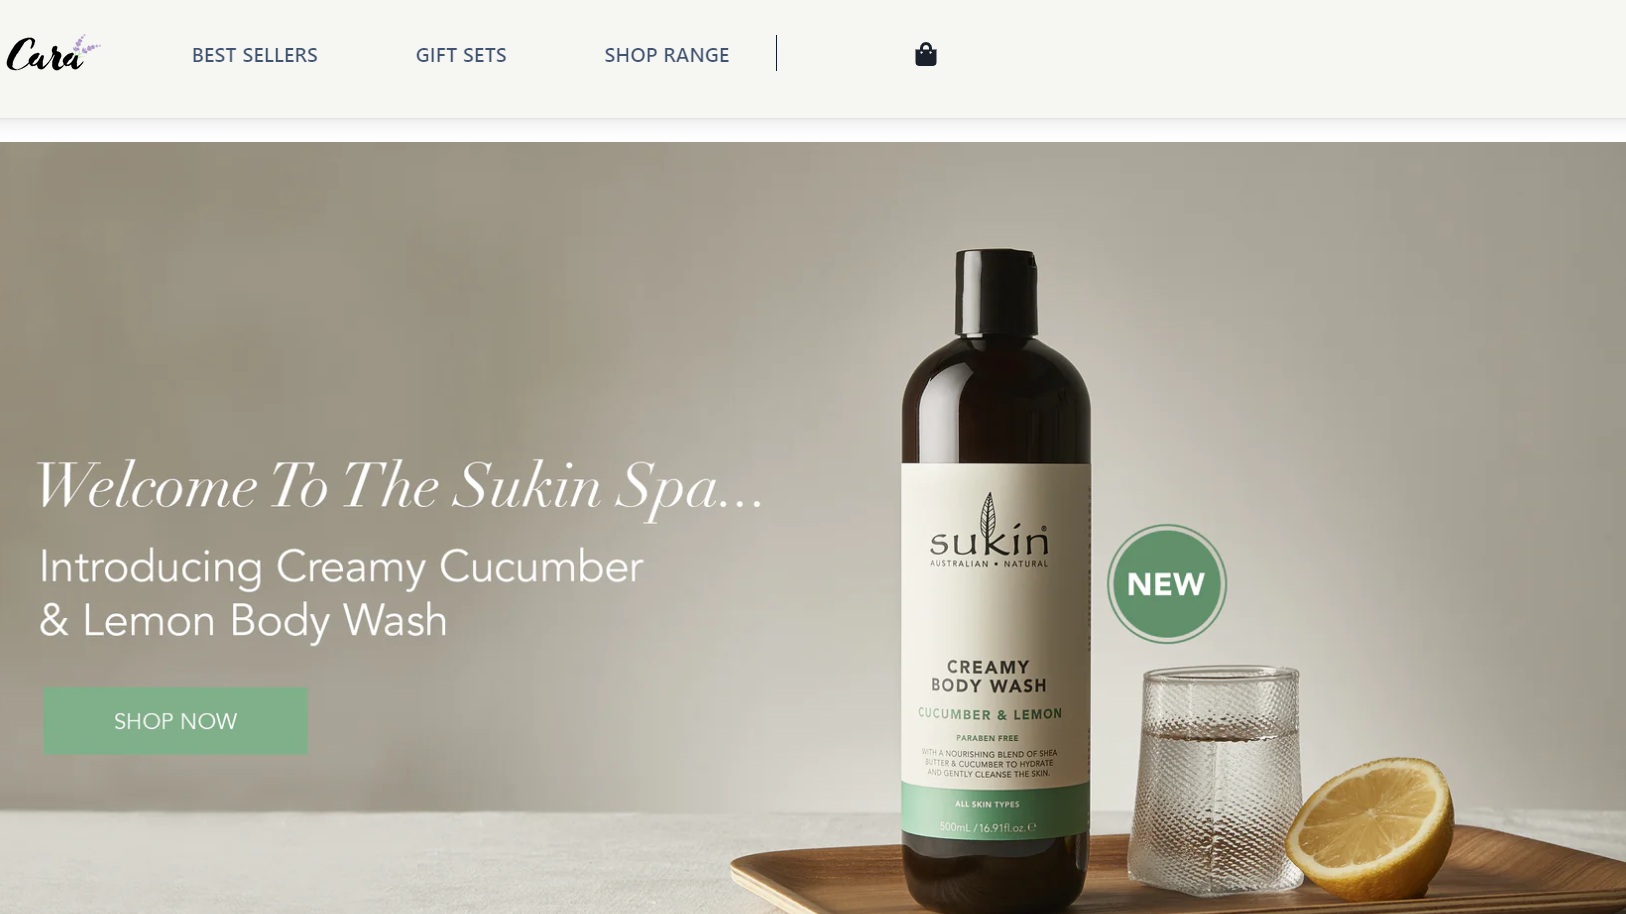 Cara
BEST SELLERS
GIFT SETS
SHOP RANGE
Welcome To The Sukin Spa...
Introducing Creamy Cucumber
& Lemon Body Wash
SHOP NOW
sukin®
AUSTRALIAN • NATURAL
NEW
CREAMY
BODY WASH
CUCUMBER & LEMON
PARABEN FREE
WITH A NOURISHING BLEND OF SHEA
BUTTER & CUCUMBER TO HYDRATE
AND GENTLY CLEANSE THE SKIN.
ALL SKIN TYPES
500mL / 16.91fl.oz. ℮